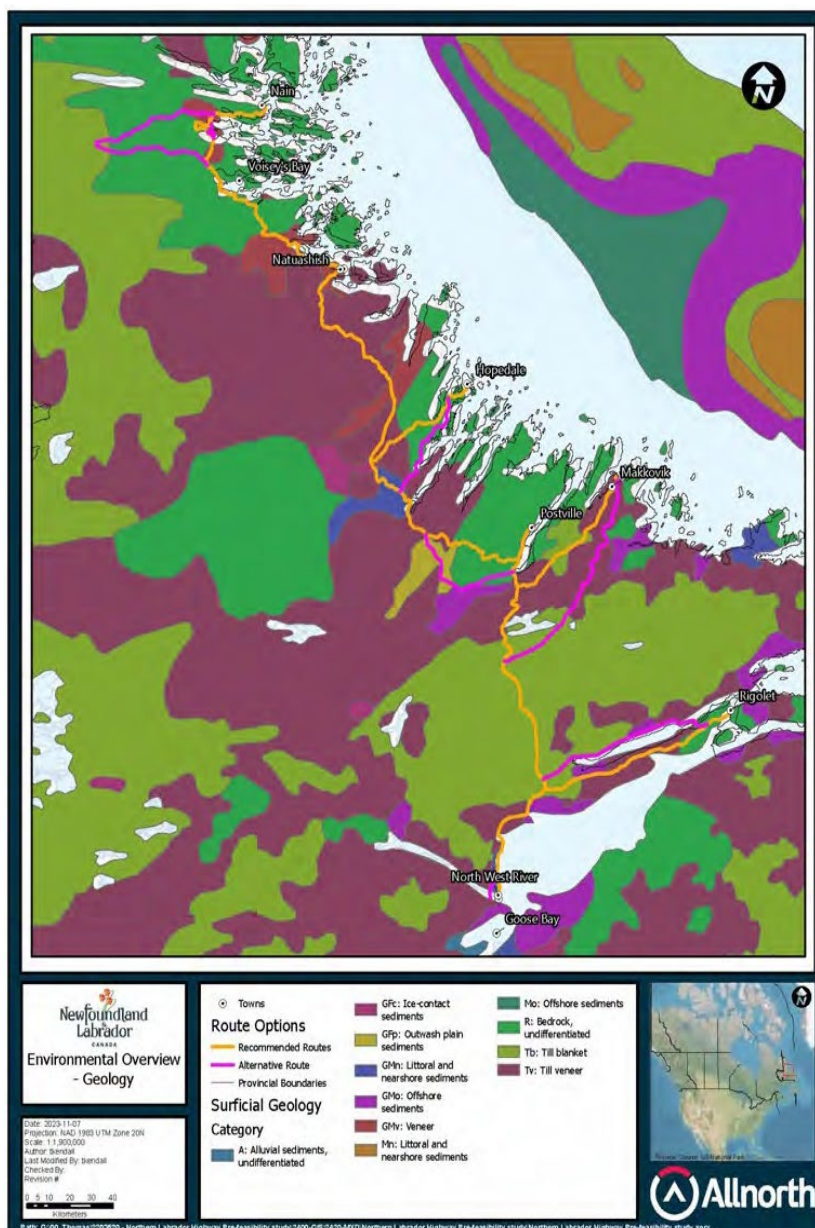 N
Nain
Voisey's Bay
Natuashish
Hopedale
Makkovik
Postville
Rigolet
North West River
Goose Bay
Newfoundland
Labrador
CANADA
Environmental Overview
- Geology
Date: 2023-11-07
Projection: NAD 1983 UTM Zone 20N
Scale: 1:1,900,000
Author: tkendall
Last Modified By: tkendall
Checked By:
Revision #
0 5 10 20 30 40
Kilometers
Towns
Route Options
Recommended Routes
Alternative Route
Provincial Boundaries
Surficial Geology
Category
A: Alluvial sediments,
undifferentiated
GFc: Ice-contact
sediments
GFp: Outwash plain
sediments
GMn: Littoral and
nearshore sediments
GMo: Offshore
sediments
GMv: Veneer
Mn: Littoral and
nearshore sediments
Mo: Offshore sediments
R: Bedrock,
undifferentiated
Tb: Till blanket
Tv: Till veneer
N
Allnorth